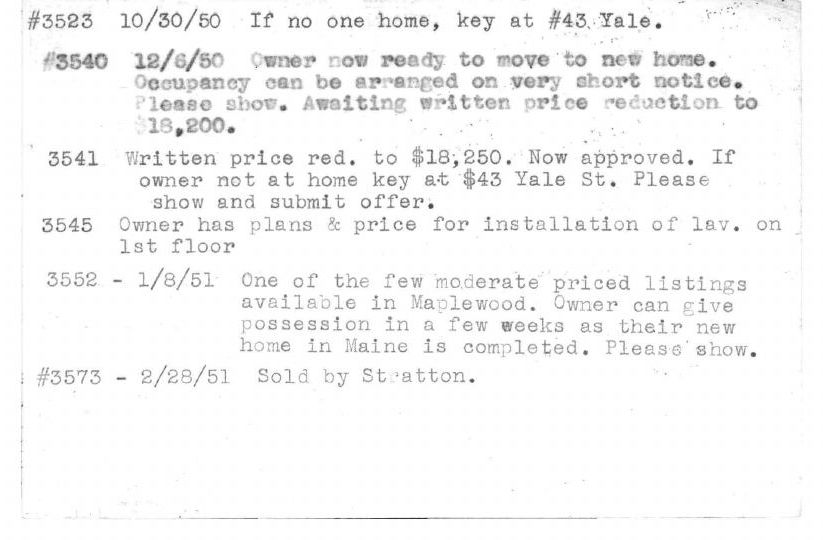 #3523 10/30/50 If no one home, key at #43 Yale.
#3540 12/6/50 Owner now ready to move to new home.
Occupancy can be arranged on very short notice.
Please show. Awaiting written price reduction to
$18,200.
3541 Written price red. to $18,250. Now approved. If
owner not at home key at $43 Yale St. Please
show and submit offer.
3545 Owner has plans & price for installation of lav. on
1st floor
3552 - 1/8/51 One of the few moderate priced listings
available in Maplewood. Owner can give
possession in a few weeks as their new
home in Maine is completed. Please show.
#3573 - 2/28/51 Sold by Stratton.